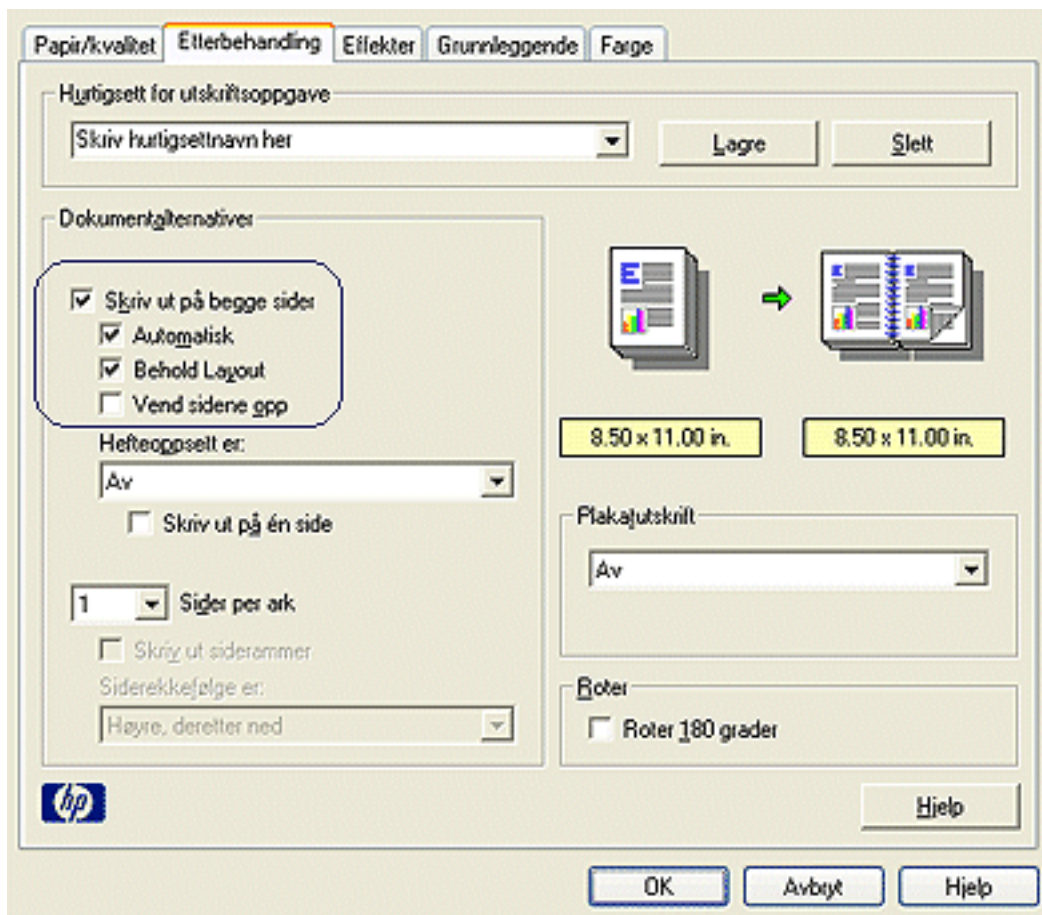 Papir/kvalitet Etterbehandling Effekter Grunnleggende Farge
Hurtigsett for utskriftsoppgave
Skriv hurtigsettnavn her Lagre Slett
Dokumentalternativer
Skriv ut på begge sider
Automatisk
Behold Layout
Vend sidene opp
Hefteoppsett er:
Av
Skriv ut på én side
1 Sider per ark
Skriv ut siderammer
Siderekkefølge er:
Høyre, deretter ned
8.50 x 11.00 in. 8.50 x 11.00 in.
Plakatutskrift
Av
Roter
Roter 180 grader
hp
Hjelp
OK Avbryt Hjelp